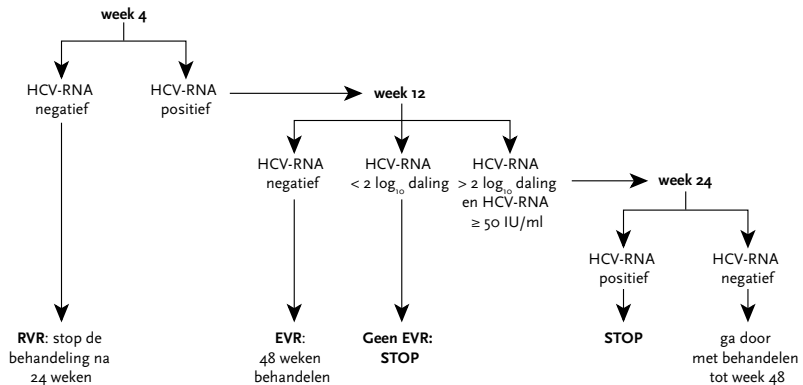 week 4
HCV-RNA
negatief
HCV-RNA
positief
week 12
HCV-RNA
negatief
HCV-RNA
< 2 log₁₀ daling
HCV-RNA
> 2 log₁₀ daling
en HCV-RNA
≥ 50 IU/ml
week 24
HCV-RNA
positief
HCV-RNA
negatief
RVR: stop de
behandeling na
24 weken
EVR:
48 weken
behandelen
Geen EVR:
STOP
STOP
ga door
met behandelen
tot week 48